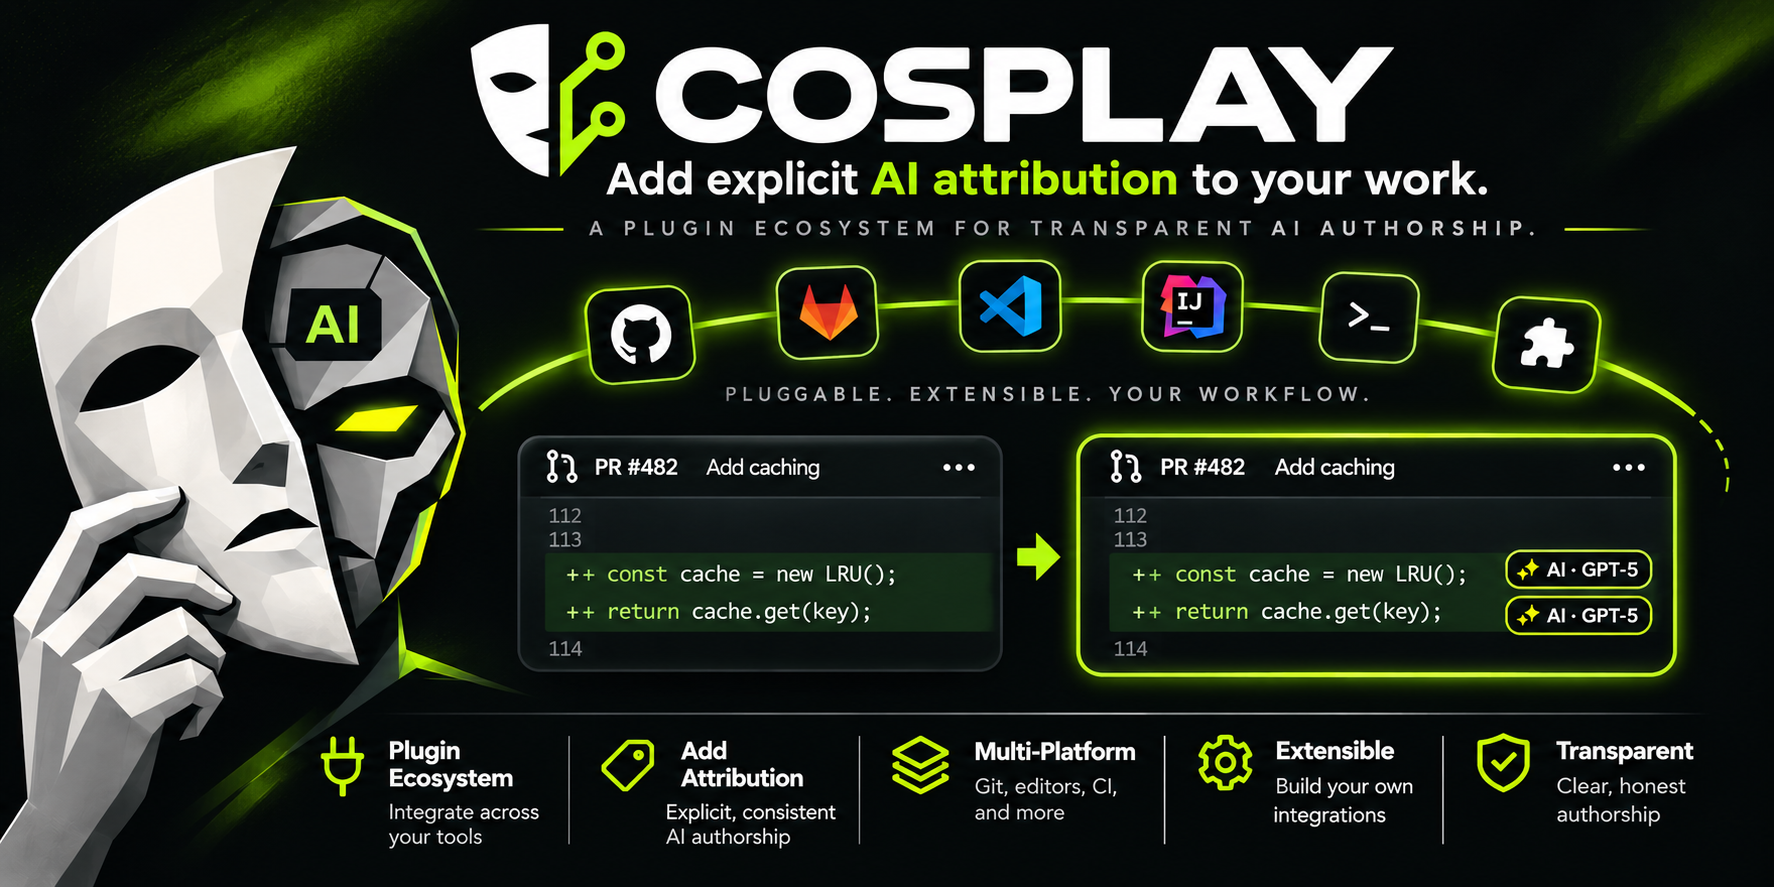 COSPLAY
Add explicit AI attribution to your work.
A PLUGIN ECOSYSTEM FOR TRANSPARENT AI AUTHORSHIP.
AI
IJ
>_
PLUGGABLE. EXTENSIBLE. YOUR WORKFLOW.
PR #482 Add caching •••
112
113
++ const cache = new LRU();
++ return cache.get(key);
114
PR #482 Add caching •••
112
113
++ const cache = new LRU(); AI · GPT-5
++ return cache.get(key); AI · GPT-5
114
Plugin
Ecosystem
Integrate across
your tools
Add
Attribution
Explicit, consistent
AI authorship
Multi-Platform
Git, editors, CI,
and more
Extensible
Build your own
integrations
Transparent
Clear, honest
authorship